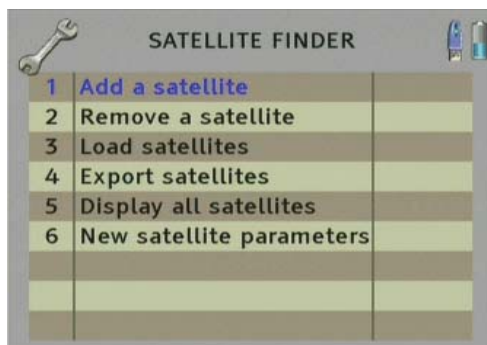 SATELLITE FINDER
1 Add a satellite
2 Remove a satellite
3 Load satellites
4 Export satellites
5 Display all satellites
6 New satellite parameters